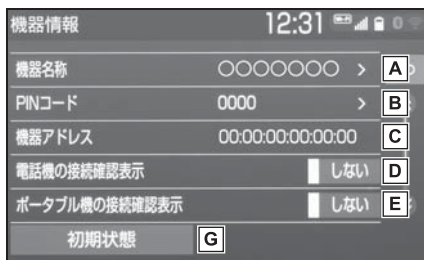 機器情報 12:31 0
機器名称 ○○○○○○○ > A
PINコード 0000 > B
機器アドレス 00:00:00:00:00:00 C
電話機の接続確認表示 しない D
ポータブル機の接続確認表示 しない E
初期状態 G